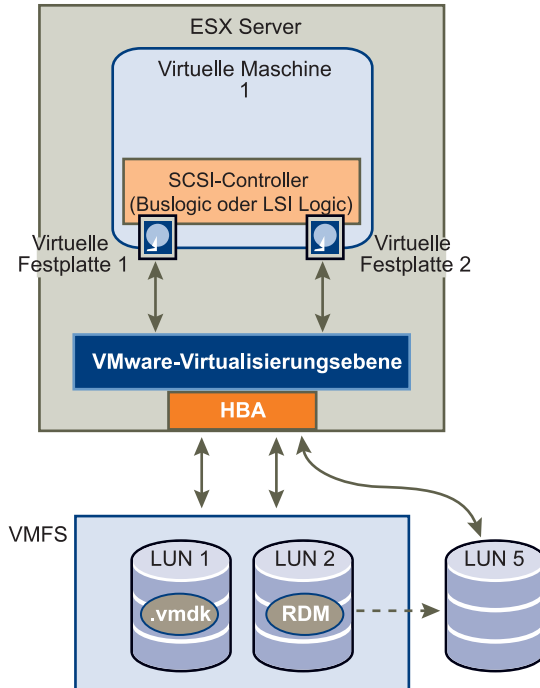 ESX Server
Virtuelle Maschine
1
SCSI-Controller
(Buslogic oder LSI Logic)
Virtuelle
Festplatte 1
Virtuelle
Festplatte 2
VMware-Virtualisierungsebene
HBA
VMFS
LUN 1
LUN 2
LUN 5
.vmdk
RDM